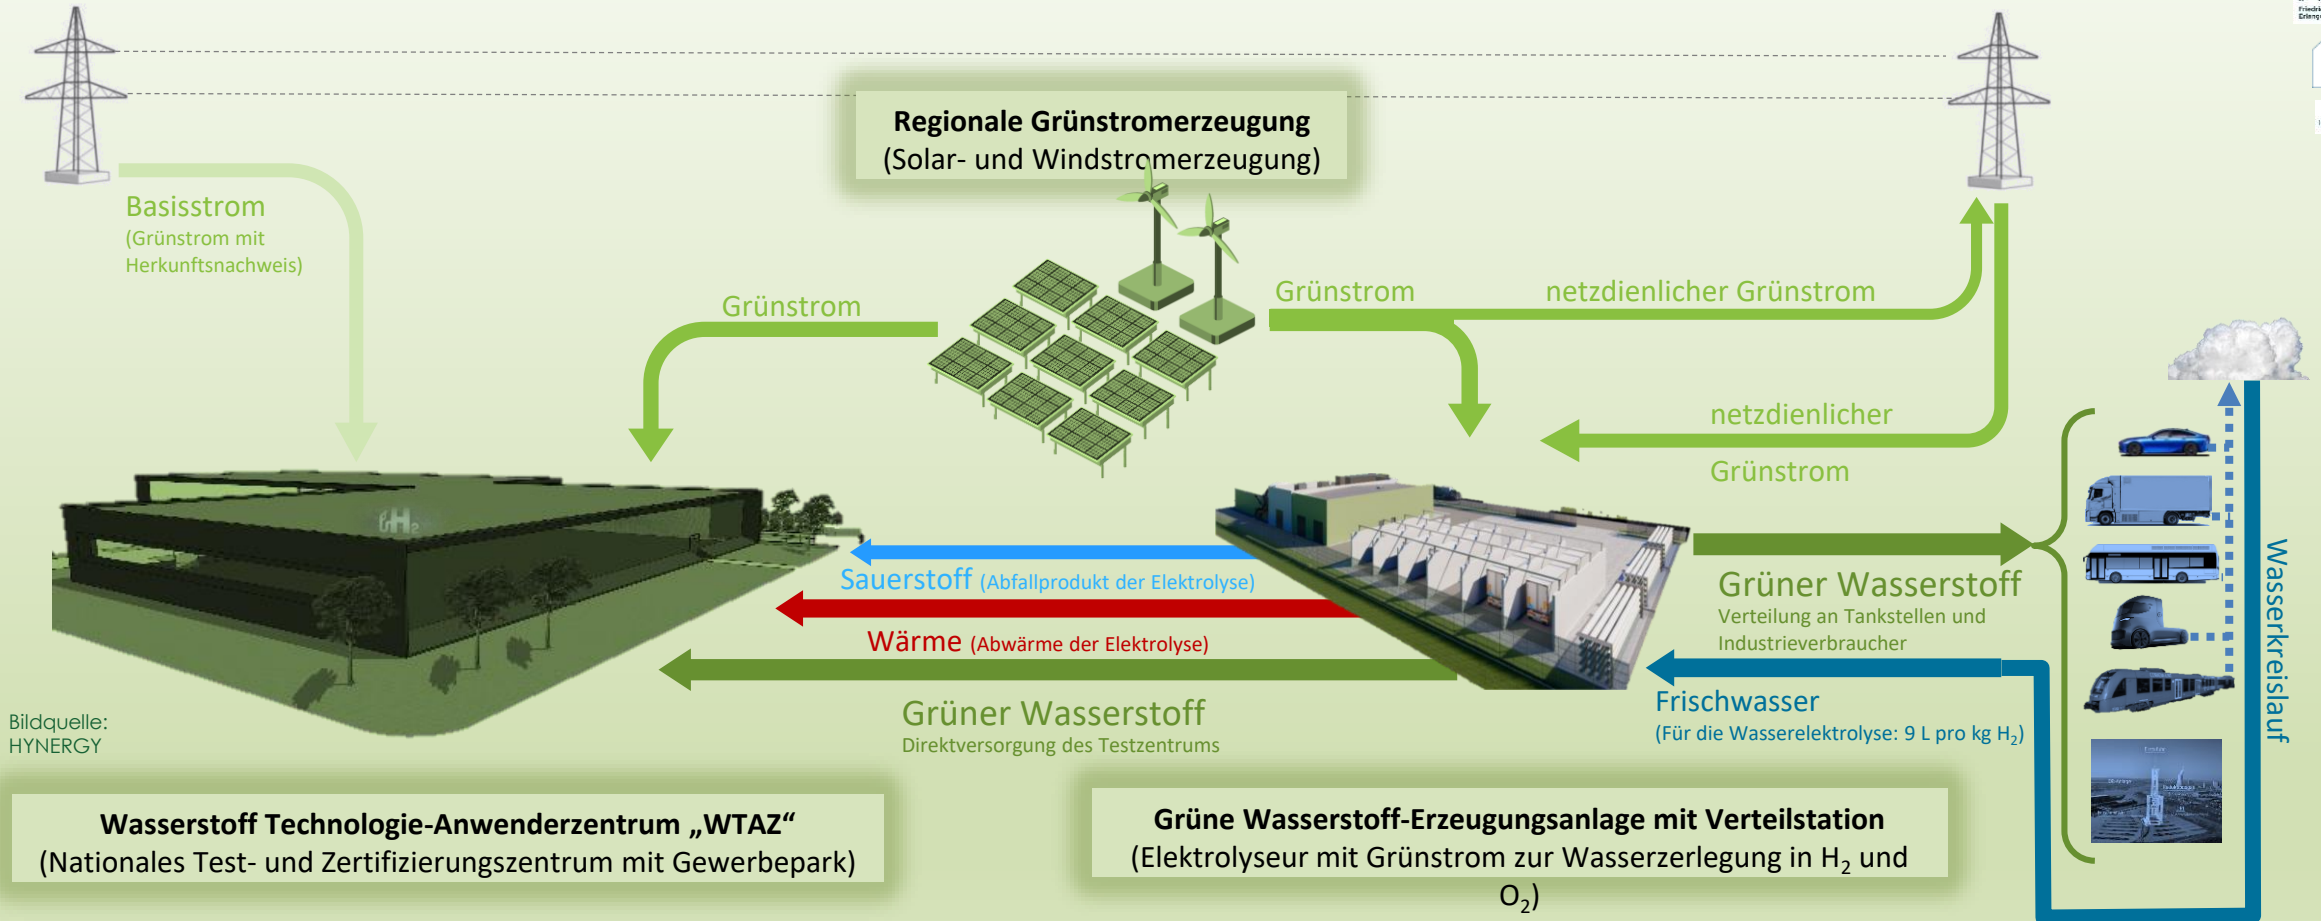 Friedri
Erlang
Regionale Grünstromerzeugung
(Solar- und Windstromerzeugung)
Basisstrom
(Grünstrom mit
Herkunftsnachweis)
Grünstrom
Grünstrom
netzdienlicher Grünstrom
netzdienlicher
Grünstrom
H₂
Sauerstoff (Abfallprodukt der Elektrolyse)
Wärme (Abwärme der Elektrolyse)
Grüner Wasserstoff
Direktversorgung des Testzentrums
Grüner Wasserstoff
Verteilung an Tankstellen und
Industrieverbraucher
Frischwasser
(Für die Wasserelektrolyse: 9 L pro kg H₂)
Wasserkreislauf
Bildquelle:
HYNERGY
Wasserstoff Technologie-Anwenderzentrum „WTAZ“
(Nationales Test- und Zertifizierungszentrum mit Gewerbepark)
Grüne Wasserstoff-Erzeugungsanlage mit Verteilstation
(Elektrolyseur mit Grünstrom zur Wasserzerlegung in H₂ und
O₂)